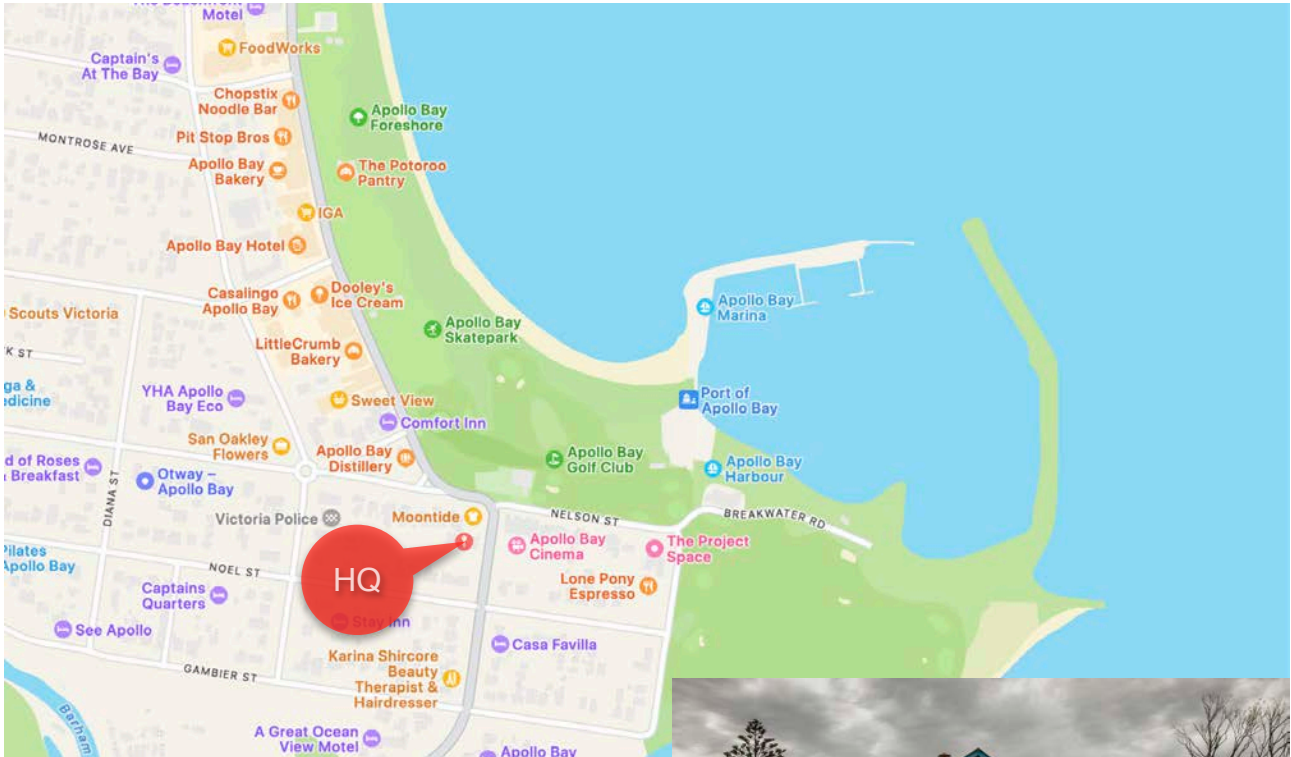 Motel
FoodWorks
Captain's
At The Bay
Chopstix
Noodle Bar
Apollo Bay
Foreshore
MONTROSE AVE
Pit Stop Bros
Apollo Bay
Bakery
The Potoroo
Pantry
IGA
Apollo Bay Hotel
Casalingo
Apollo Bay
Dooley's
Ice Cream
Apollo Bay
Marina
Scouts Victoria
Apollo Bay
Skatepark
LittleCrumb
Bakery
K ST
YHA Apollo
Bay Eco
Sweet View
Port of
Apollo Bay
Comfort Inn
San Oakley
Flowers
Apollo Bay
Distillery
Apollo Bay
Golf Club
Apollo Bay
Harbour
d of Roses
Breakfast
DIANA ST
Otway –
Apollo Bay
Victoria Police
Moontide
NELSON ST
BREAKWATER RD
Apollo Bay
Cinema
The Project
Space
Pilates
Apollo Bay
NOEL ST
HQ
Lone Pony
Espresso
Captains
Quarters
Stay Inn
See Apollo
Casa Favilla
GAMBIER ST
Karina Shircore
Beauty
Therapist &
Hairdresser
Barham
A Great Ocean
View Motel
Apollo Bay